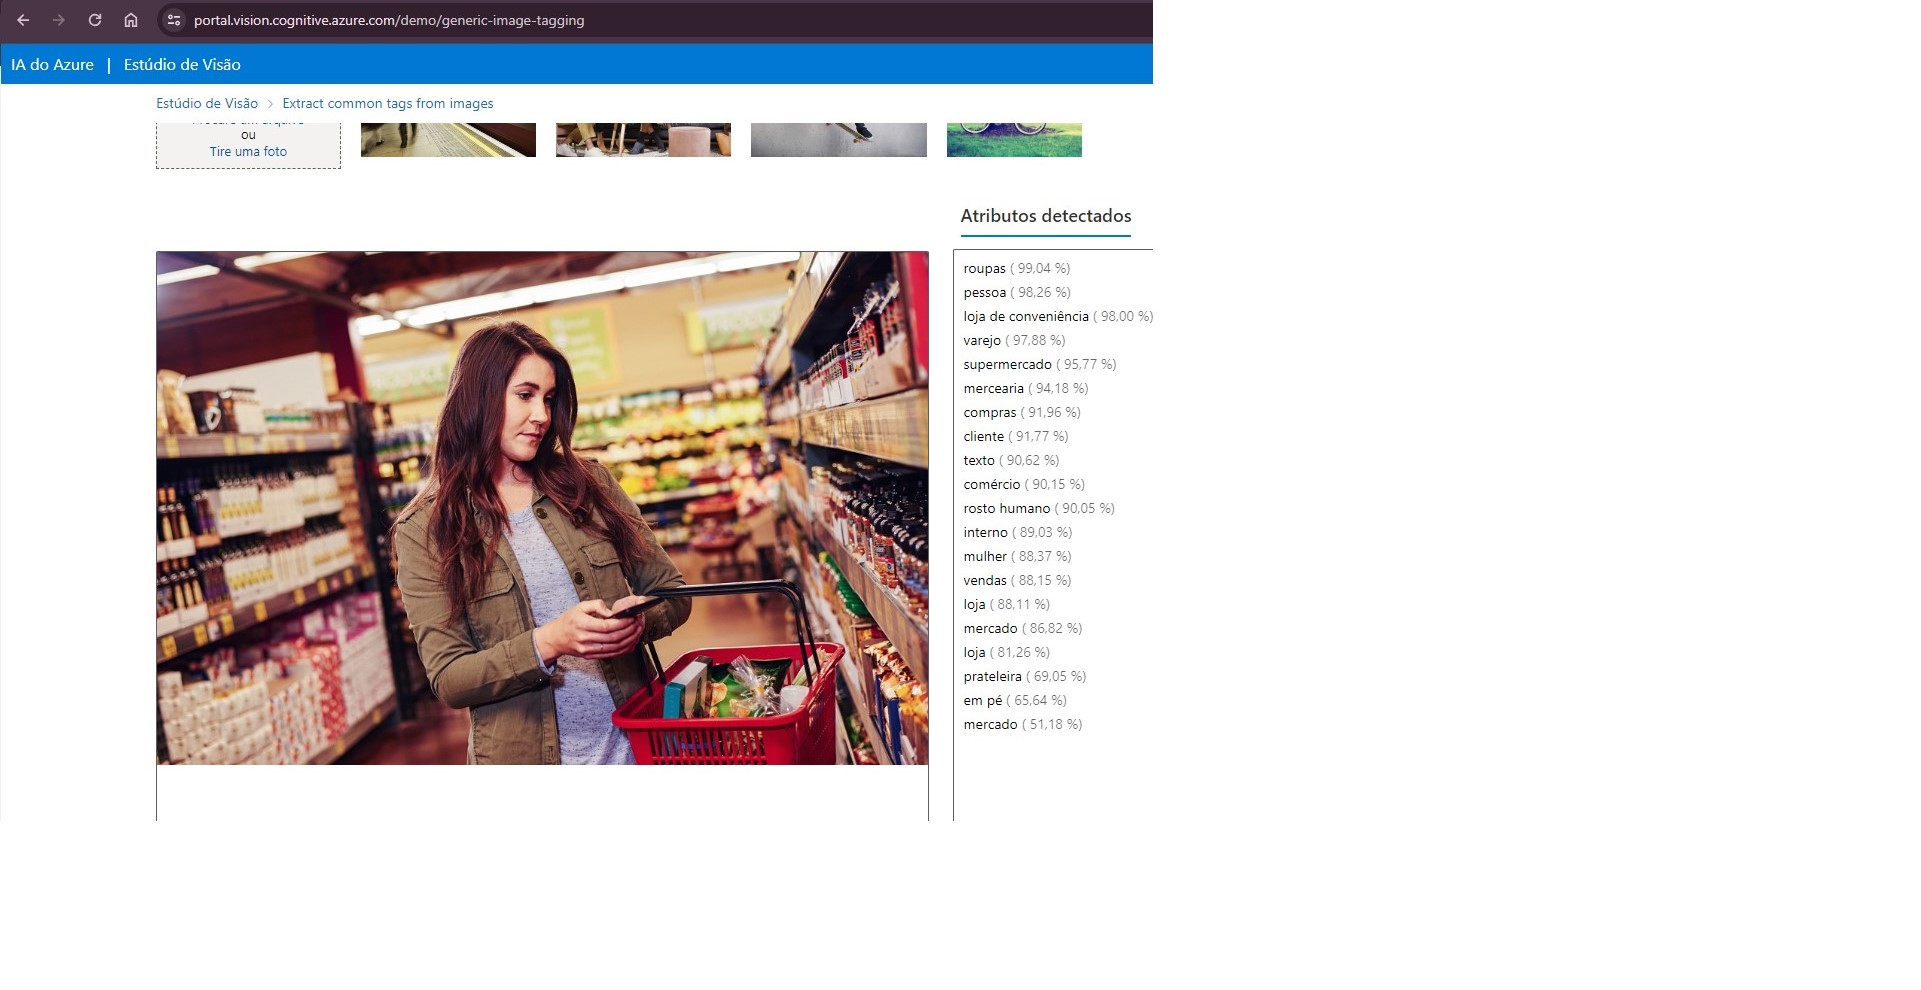 portal.vision.cognitive.azure.com/demo/generic-image-tagging
IA do Azure | Estúdio de Visão
Estúdio de Visão > Extract common tags from images
ou
Tire uma foto
Atributos detectados
roupas ( 99,04 %)
pessoa ( 98,26 %)
loja de conveniência ( 98,00 %)
varejo ( 97,88 %)
supermercado ( 95,77 %)
mercearia ( 94,18 %)
compras ( 91,96 %)
cliente ( 91,77 %)
texto ( 90,62 %)
comércio ( 90,15 %)
rosto humano ( 90,05 %)
interno ( 89,03 %)
mulher ( 88,37 %)
vendas ( 88,15 %)
loja ( 88,11 %)
mercado ( 86,82 %)
loja ( 81,26 %)
prateleira ( 69,05 %)
em pé ( 65,64 %)
mercado ( 51,18 %)